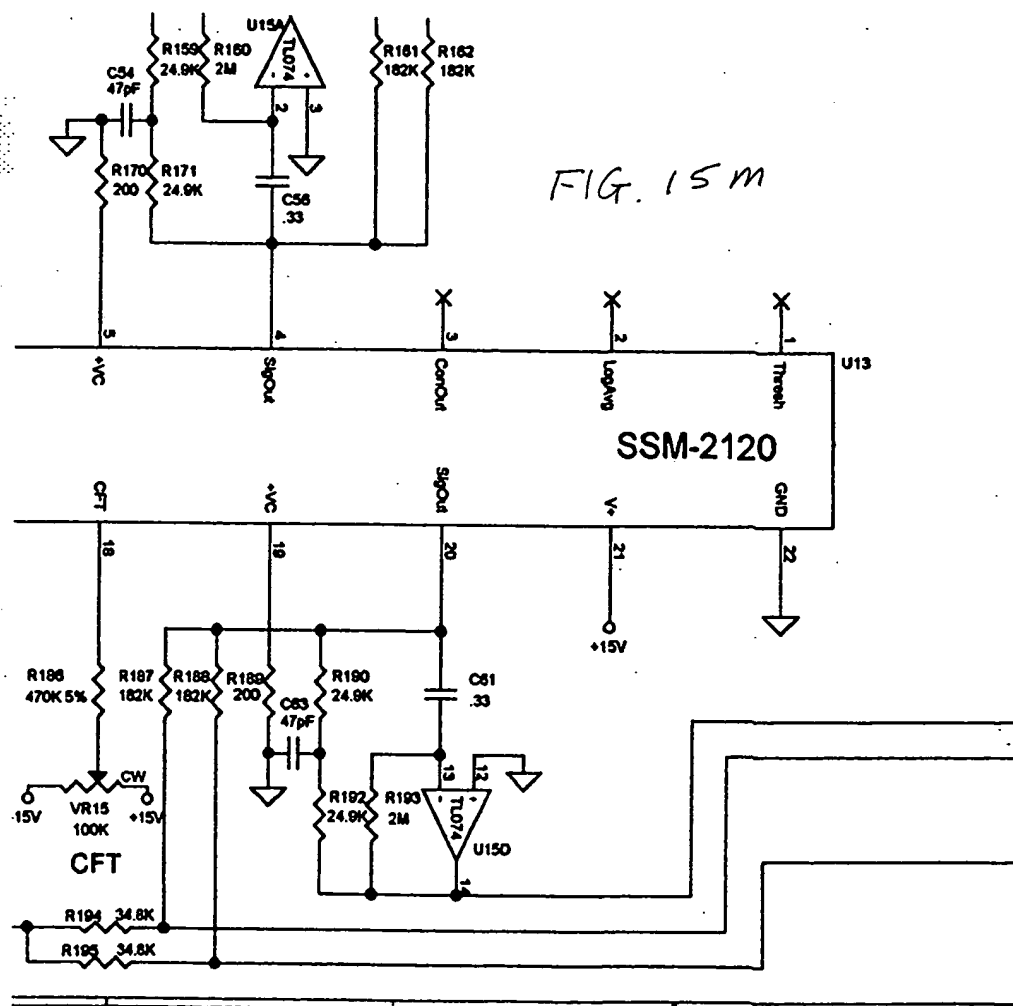 U15A
R159 R160
24.9K 2M
TL074
- +
2 3
R161 R162
182K 182K
C54
47pF
R170 R171
200 24.9K
C56
.33
FIG. 15M
5 4 3 2 1
+VC SigOut ConOut LogAvg Thresh
U13
SSM-2120
CFT +VC SigOut V+ GND
18 19 20 21 22
+15V
R186 R187 R188 R189 R190
470K 5% 182K 182K 200 24.9K
C63
47pF
C61
.33
13 12
- +
TL074
U15D
14
R192 R193
24.9K 2M
CW
-15V +15V
VR15
100K
CFT
R194 34.8K
R195 34.8K